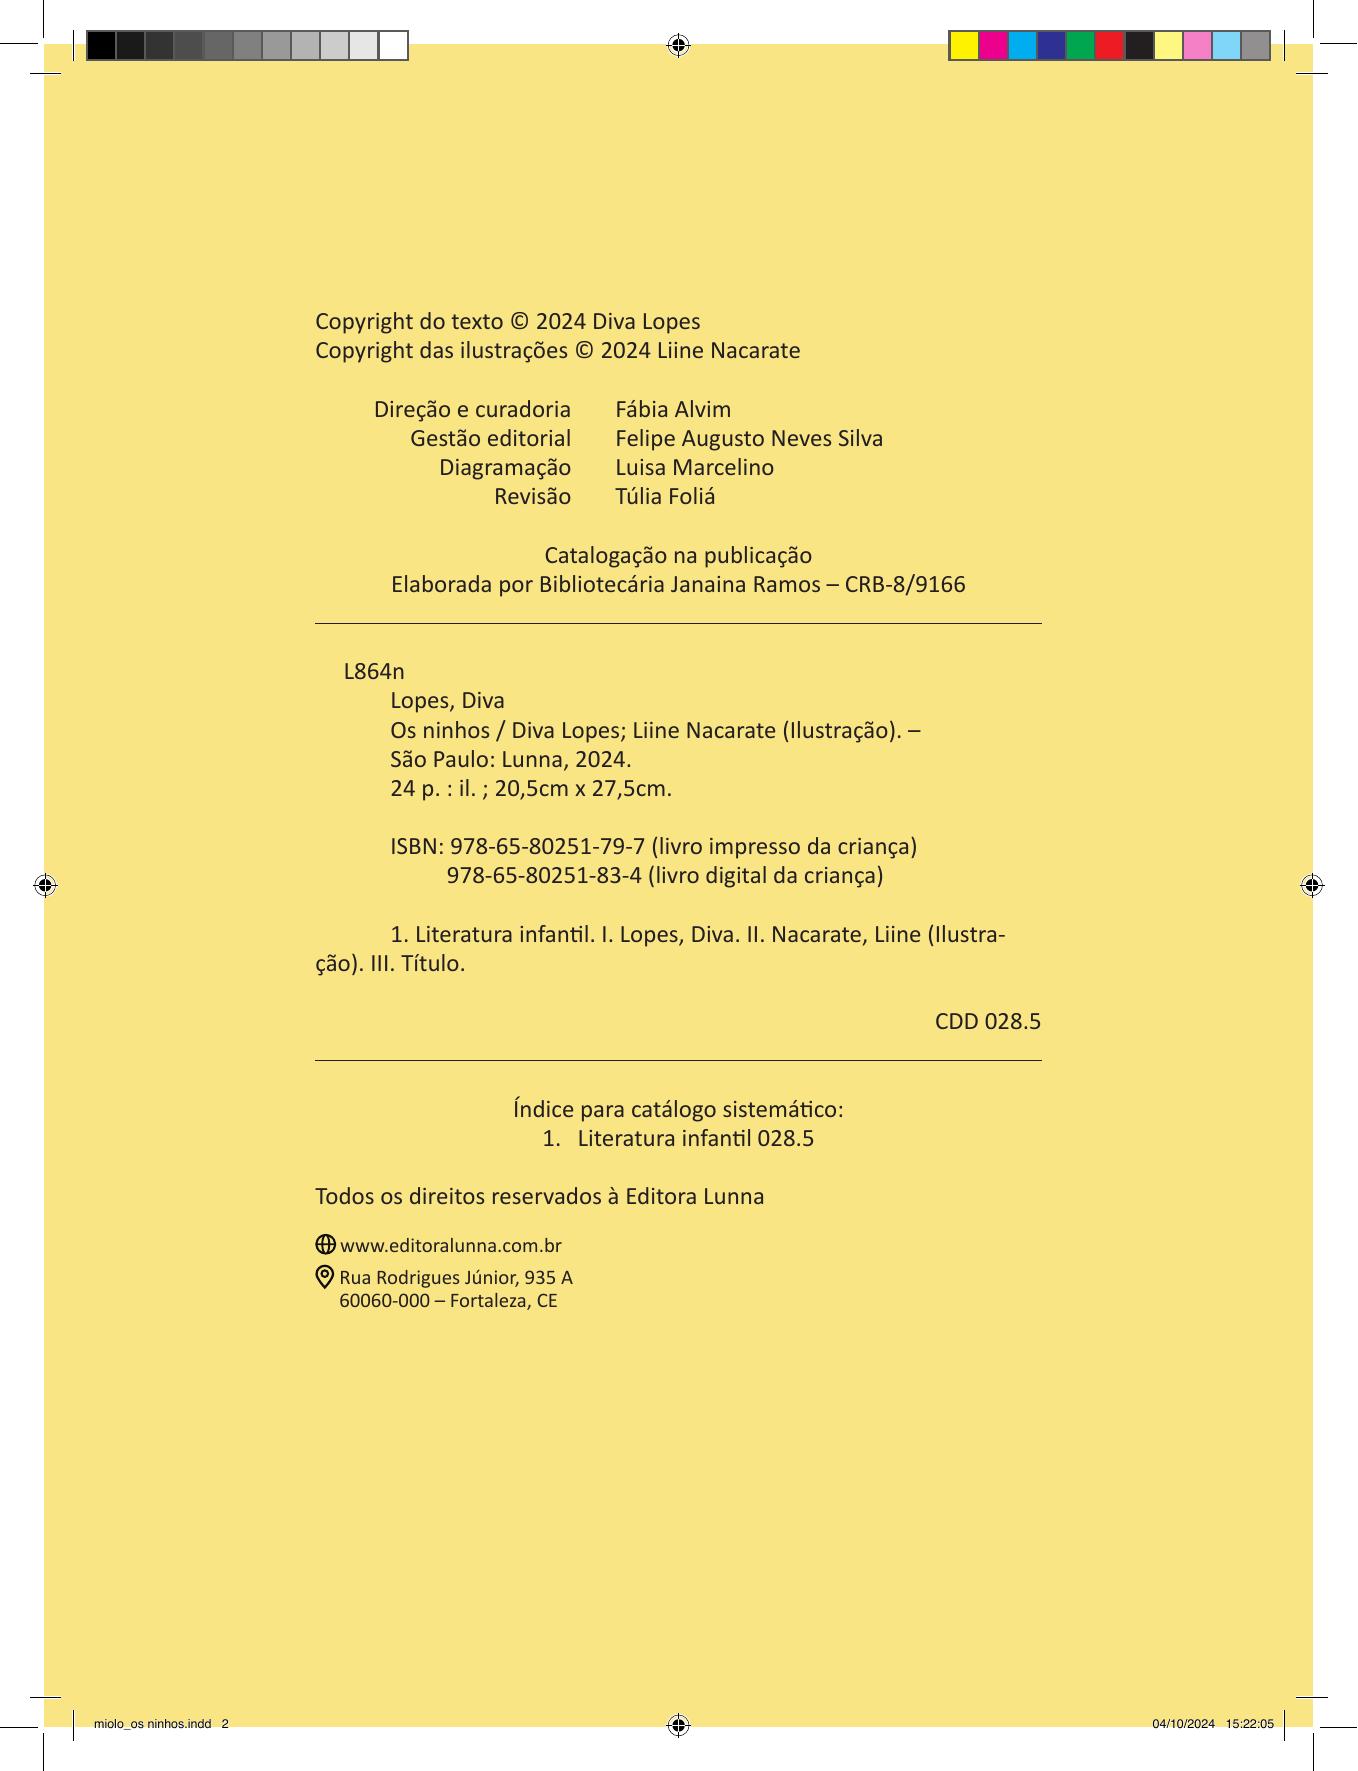 Copyright do texto © 2024 Diva Lopes
Copyright das ilustrações © 2024 Liine Nacarate
Direção e curadoria Fábia Alvim
Gestão editorial Felipe Augusto Neves Silva
Diagramação Luisa Marcelino
Revisão Túlia Foliá
Catalogação na publicação
Elaborada por Bibliotecária Janaina Ramos – CRB-8/9166
L864n
Lopes, Diva
Os ninhos / Diva Lopes; Liine Nacarate (Ilustração). –
São Paulo: Lunna, 2024.
24 p. : il. ; 20,5cm x 27,5cm.
ISBN: 978-65-80251-79-7 (livro impresso da criança)
978-65-80251-83-4 (livro digital da criança)
1. Literatura infantil. I. Lopes, Diva. II. Nacarate, Liine (Ilustra-
ção). III. Título.
CDD 028.5
Índice para catálogo sistemático:
1. Literatura infantil 028.5
Todos os direitos reservados à Editora Lunna
www.editoralunna.com.br
Rua Rodrigues Júnior, 935 A
60060-000 – Fortaleza, CE
miolo_os ninhos.indd 2 04/10/2024 15:22:05